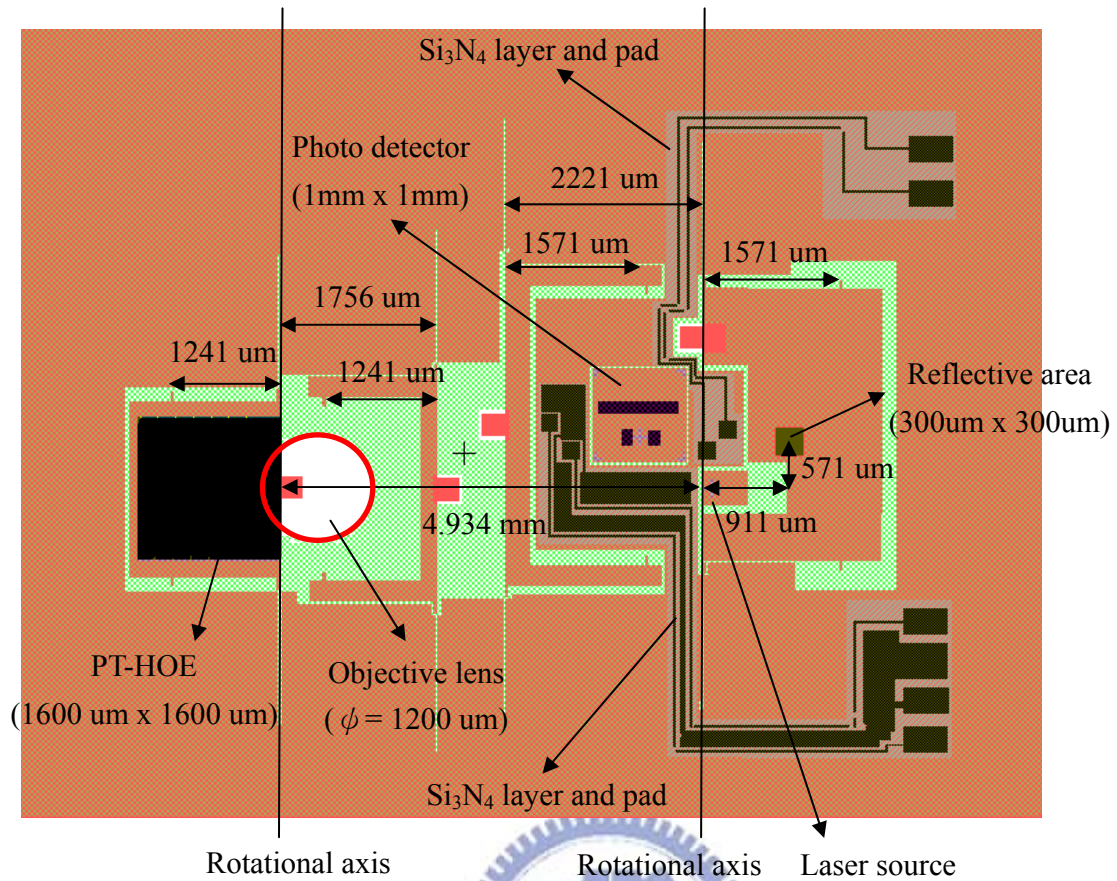 Si₃N₄ layer and pad
Photo detector
(1mm x 1mm)
2221 um
1571 um
1571 um
1756 um
1241 um
1241 um
Reflective area
(300um x 300um)
571 um
4.934 mm
911 um
PT-HOE
(1600 um x 1600 um)
Objective lens
( ϕ = 1200 um)
Si₃N₄ layer and pad
Rotational axis
Rotational axis
Laser source